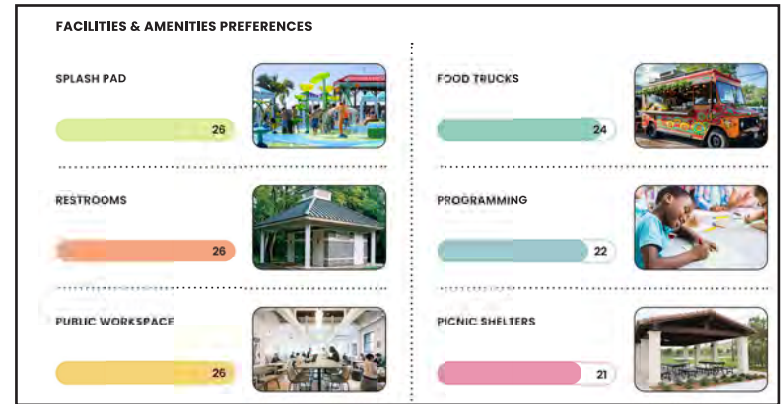 FACILITIES & AMENITIES PREFERENCES
SPLASH PAD
26
RESTROOMS
26
PUBLIC WORKSPACE
26
FOOD TRUCKS
24
PROGRAMMING
22
PICNIC SHELTERS
21